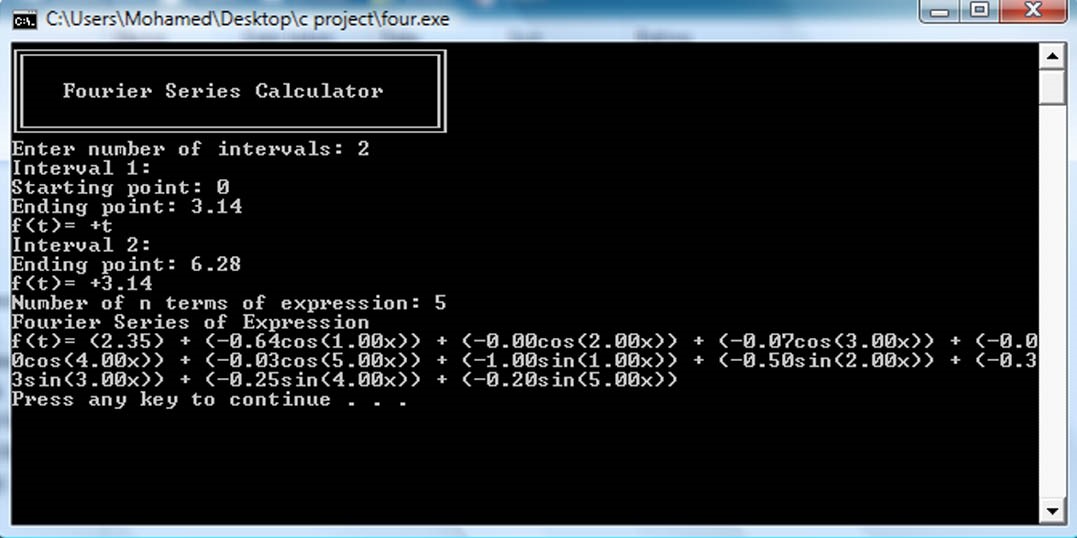 C:\Users\Mohamed\Desktop\c project\four.exe
Fourier Series Calculator
Enter number of intervals: 2
Interval 1:
Starting point: 0
Ending point: 3.14
f(t)= +t
Interval 2:
Ending point: 6.28
f(t)= +3.14
Number of n terms of expression: 5
Fourier Series of Expression
f(t)= (2.35) + (-0.64cos(1.00x)) + (-0.00cos(2.00x)) + (-0.07cos(3.00x)) + (-0.0
0cos(4.00x)) + (-0.03cos(5.00x)) + (-1.00sin(1.00x)) + (-0.50sin(2.00x)) + (-0.3
3sin(3.00x)) + (-0.25sin(4.00x)) + (-0.20sin(5.00x))
Press any key to continue . . .